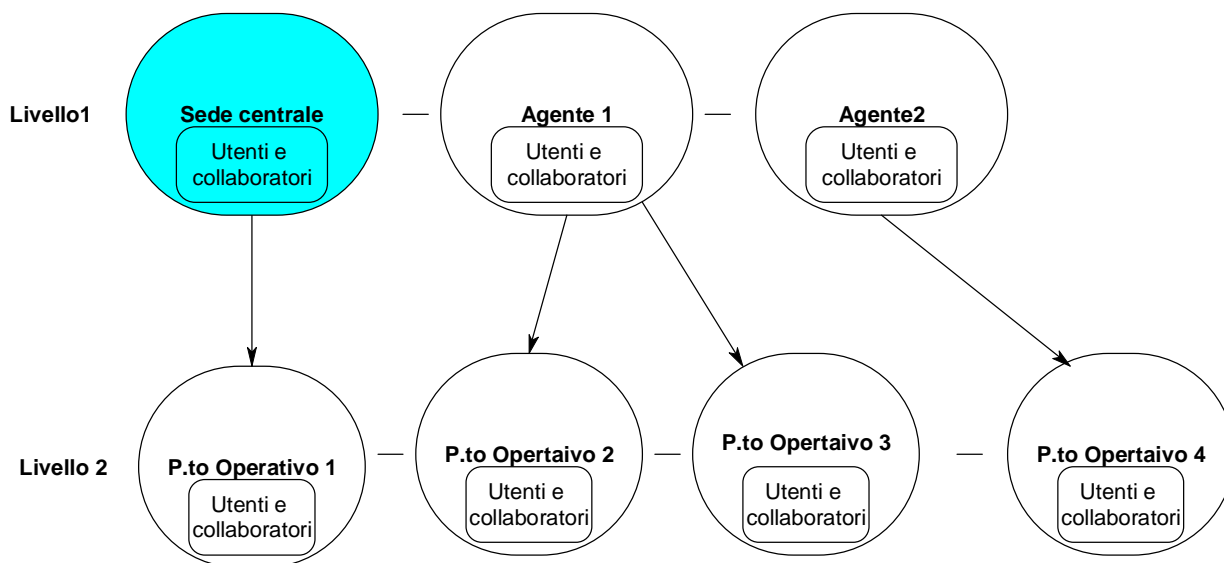 Livello1
Sede centrale
Utenti e
collaboratori
Agente 1
Utenti e
collaboratori
Agente2
Utenti e
collaboratori
Livello 2
P.to Operativo 1
Utenti e
collaboratori
P.to Opertaivo 2
Utenti e
collaboratori
P.to Opertaivo 3
Utenti e
collaboratori
P.to Opertaivo 4
Utenti e
collaboratori